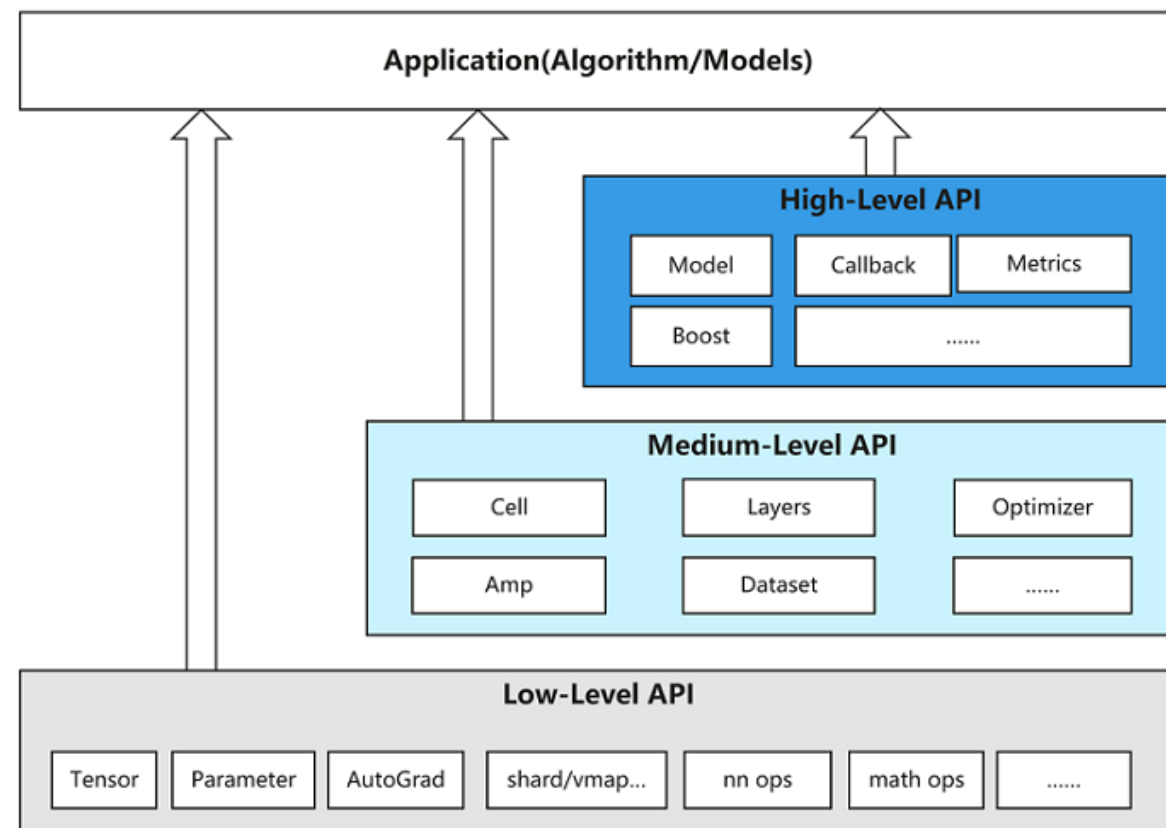 Application(Algorithm/Models)
High-Level API
Model Callback Metrics
Boost ......
Medium-Level API
Cell Layers Optimizer
Amp Dataset ......
Low-Level API
Tensor Parameter AutoGrad shard/vmap... nn ops math ops ......